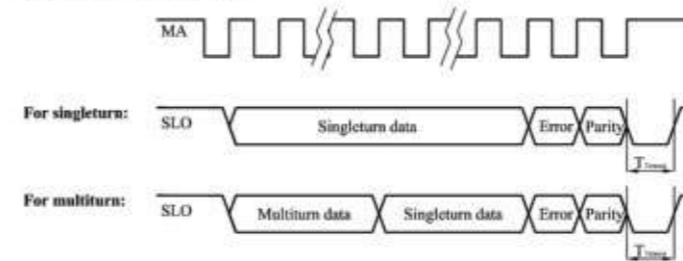 MA
For singleturn:
SLO
Singleturn data
Error
Parity
For multiturn:
SLO
Multiturn data
Singleturn data
Error
Parity